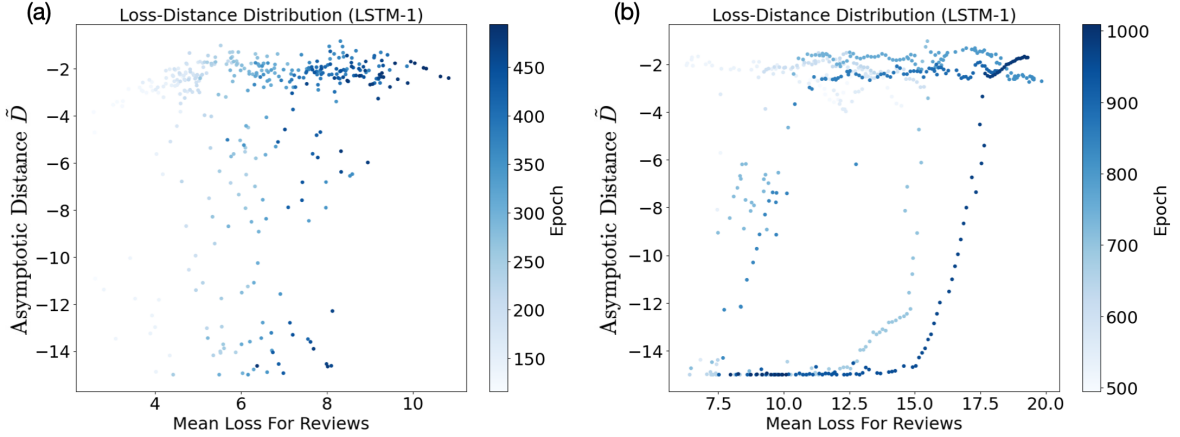 (a)
Loss-Distance Distribution (LSTM-1)
−2
−4
−6
−8
−10
−12
−14
Asymptotic Distance D̃
4 6 8 10
Mean Loss For Reviews
450
400
350
300
250
200
150
Epoch
(b)
Loss-Distance Distribution (LSTM-1)
−2
−4
−6
−8
−10
−12
−14
Asymptotic Distance D̃
7.5 10.0 12.5 15.0 17.5 20.0
Mean Loss For Reviews
1000
900
800
700
600
500
Epoch